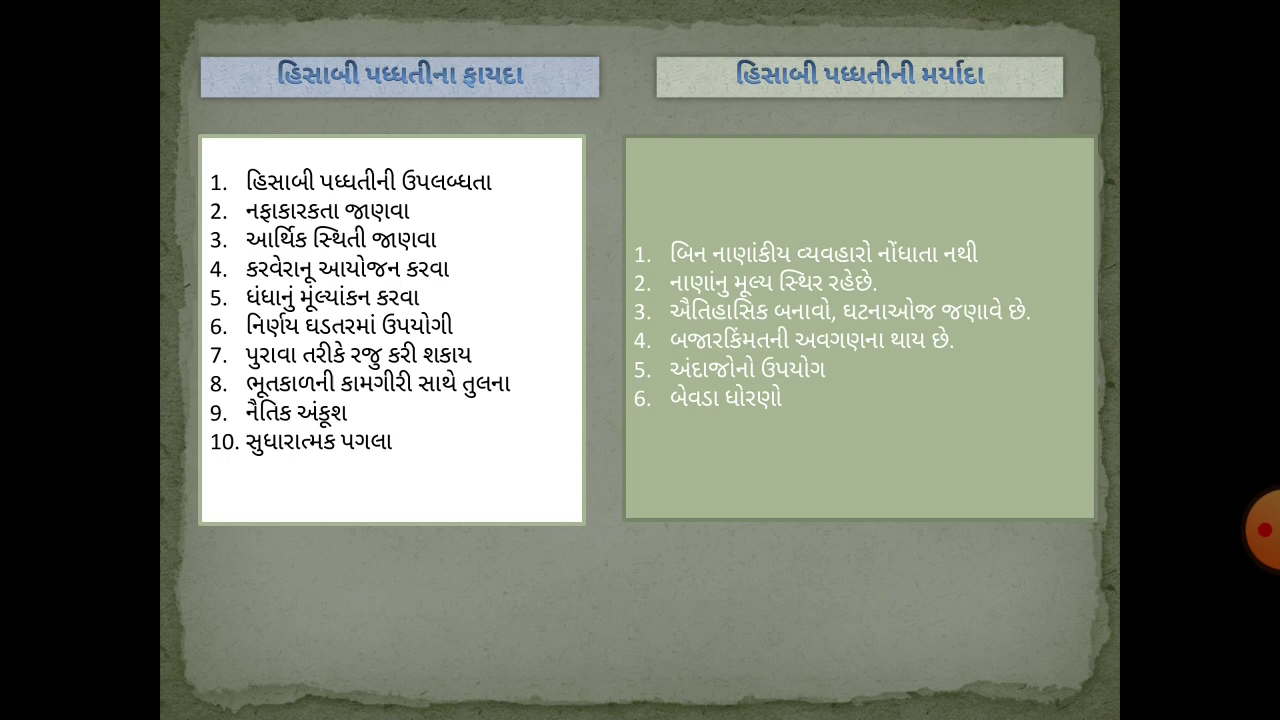 હિસાબી પધ્ધતીના ફાયદા
1. હિસાબી પધ્ધતીની ઉપલબ્ધતા
2. નફાકારકતા જાણવા
3. આર્થિક સ્થિતી જાણવા
4. કરવેરાનૂ આયોજન કરવા
5. ધંધાનું મૂંલ્યાંકન કરવા
6. નિર્ણય ઘડતરમાં ઉપયોગી
7. પુરાવા તરીકે રજુ કરી શકાય
8. ભૂતકાળની કામગીરી સાથે તુલના
9. નૈતિક અંકૂશ
10. સુધારાત્મક પગલા
હિસાબી પધ્ધતીની મર્યાદા
1. બિન નાણાંકીય વ્યવહારો નોંધાતા નથી
2. નાણાંનુ મૂલ્ય સ્થિર રહેછે.
3. ઐતિહાસિક બનાવો, ઘટનાઓજ જણાવે છે.
4. બજારકિંમતની અવગણના થાય છે.
5. અંદાજોનો ઉપયોગ
6. બેવડા ધોરણો